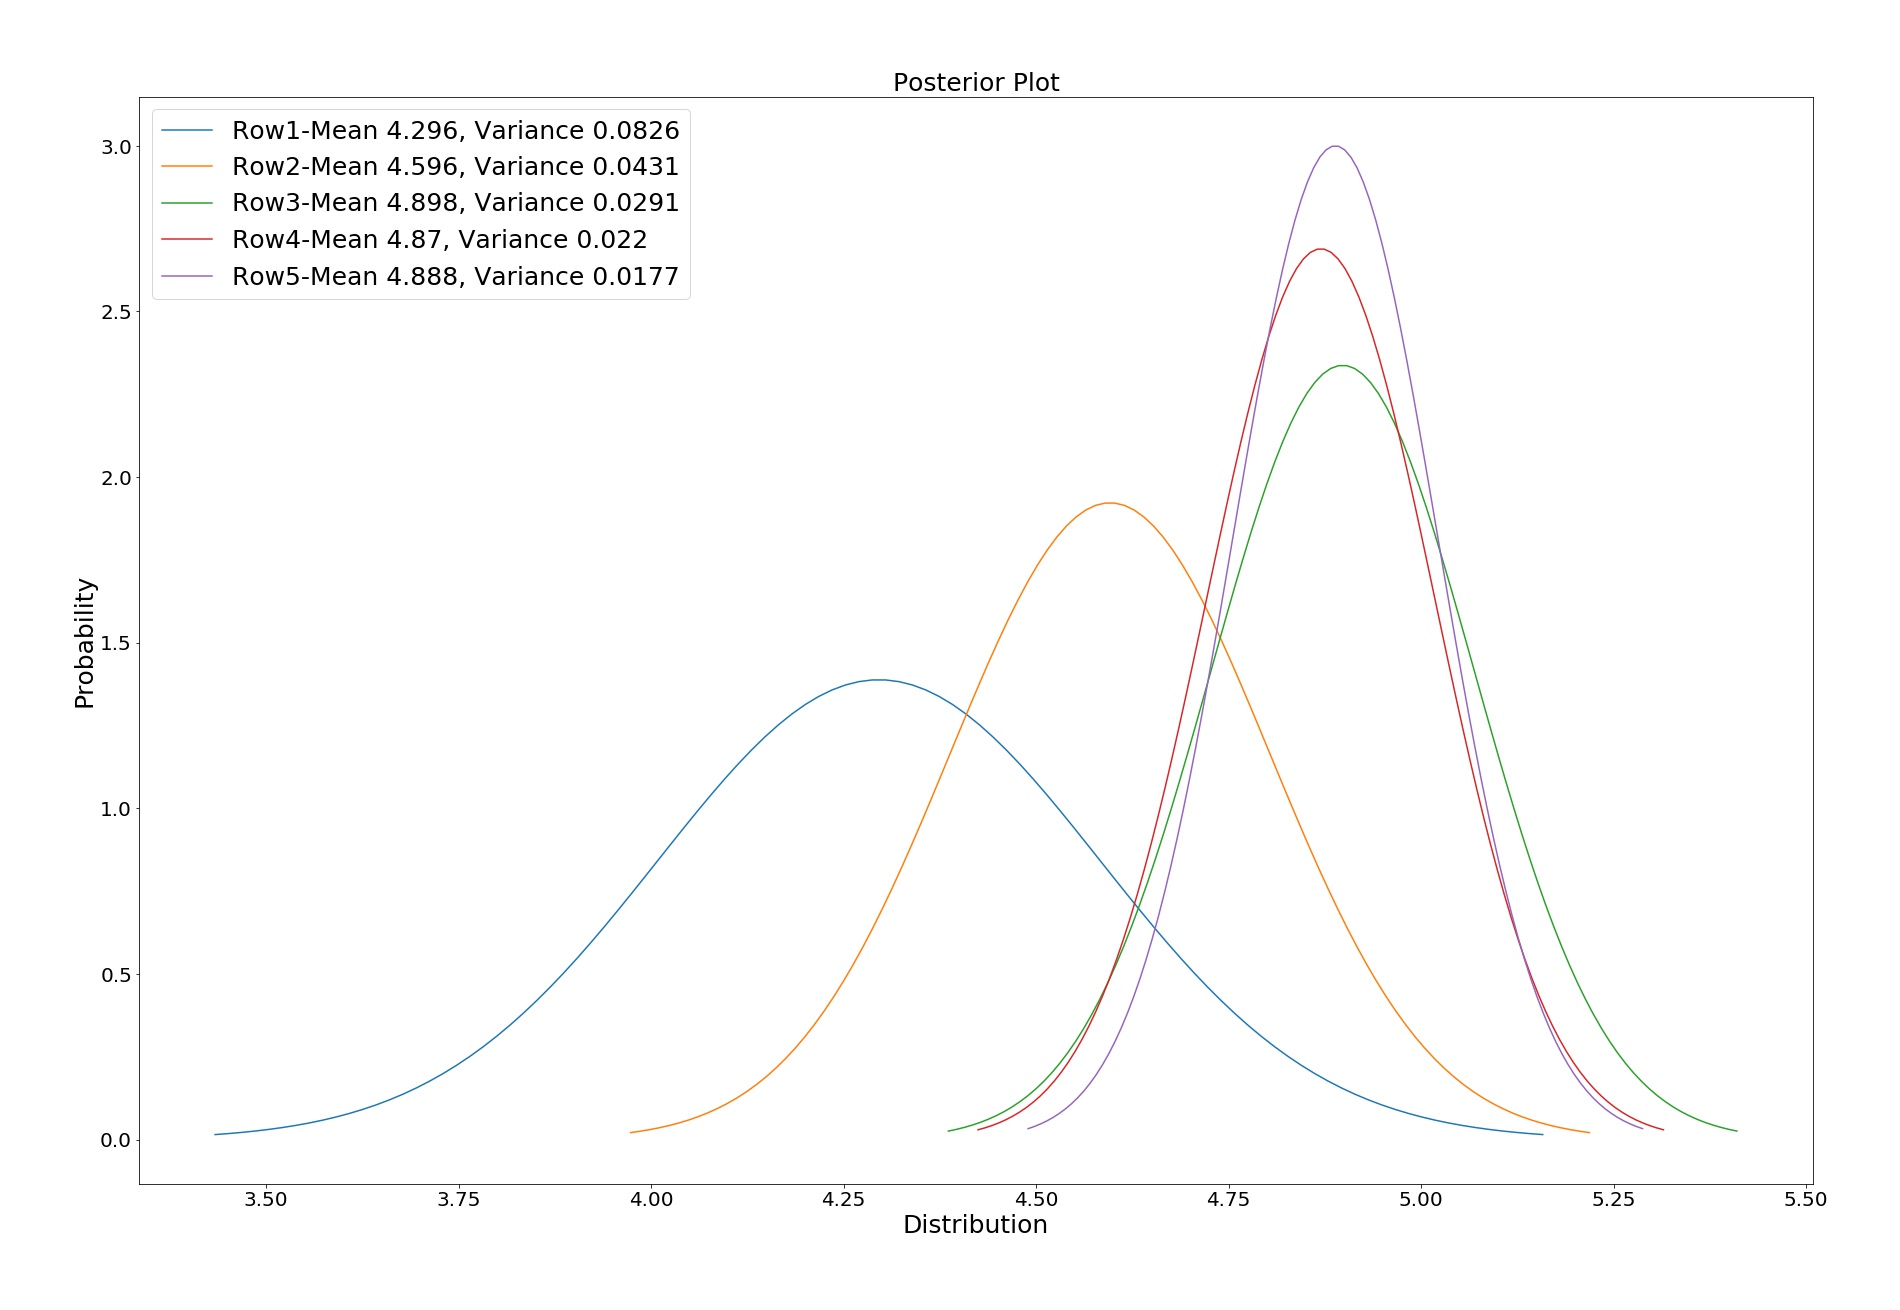 Posterior Plot
Row1-Mean 4.296, Variance 0.0826
Row2-Mean 4.596, Variance 0.0431
Row3-Mean 4.898, Variance 0.0291
Row4-Mean 4.87, Variance 0.022
Row5-Mean 4.888, Variance 0.0177
3.0
2.5
2.0
1.5
1.0
0.5
0.0
Probability
3.50 3.75 4.00 4.25 4.50 4.75 5.00 5.25 5.50
Distribution